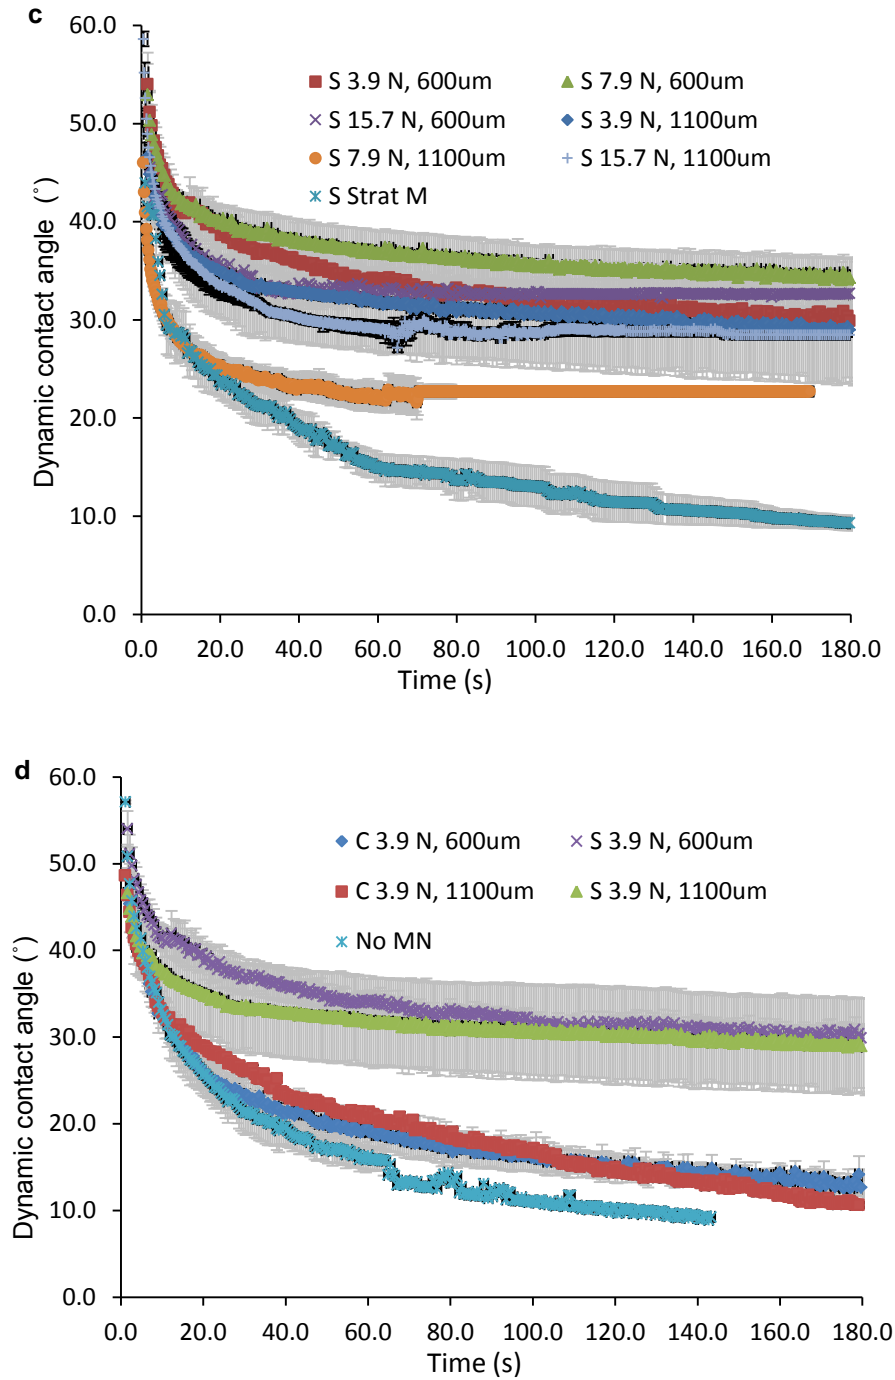 c
60.0
50.0
40.0
30.0
20.0
10.0
0.0
Dynamic contact angle (°)
S 3.9 N, 600um
S 7.9 N, 600um
S 15.7 N, 600um
S 3.9 N, 1100um
S 7.9 N, 1100um
S 15.7 N, 1100um
S Strat M
0.0 20.0 40.0 60.0 80.0 100.0 120.0 140.0 160.0 180.0
Time (s)
d
60.0
50.0
40.0
30.0
20.0
10.0
0.0
Dynamic contact angle (°)
C 3.9 N, 600um
S 3.9 N, 600um
C 3.9 N, 1100um
S 3.9 N, 1100um
No MN
0.0 20.0 40.0 60.0 80.0 100.0 120.0 140.0 160.0 180.0
Time (s)